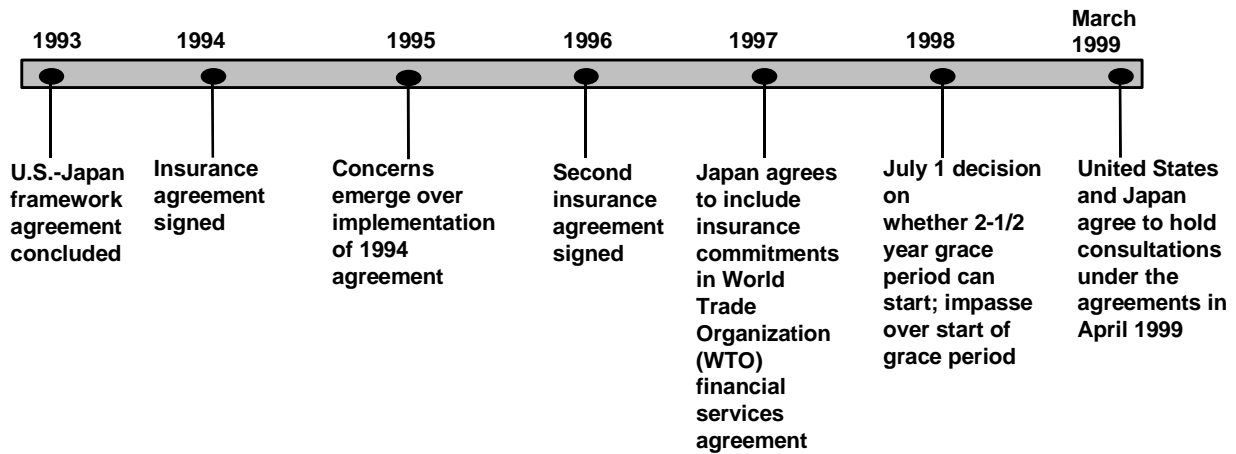 1993
1994
1995
1996
1997
1998
March
1999
U.S.-Japan
framework
agreement
concluded
Insurance
agreement
signed
Concerns
emerge over
implementation
of 1994
agreement
Second
insurance
agreement
signed
Japan agrees
to include
insurance
commitments
in World
Trade
Organization
(WTO)
financial
services
agreement
July 1 decision
on
whether 2-1/2
year grace
period can
start; impasse
over start of
grace period
United States
and Japan
agree to hold
consultations
under the
agreements in
April 1999